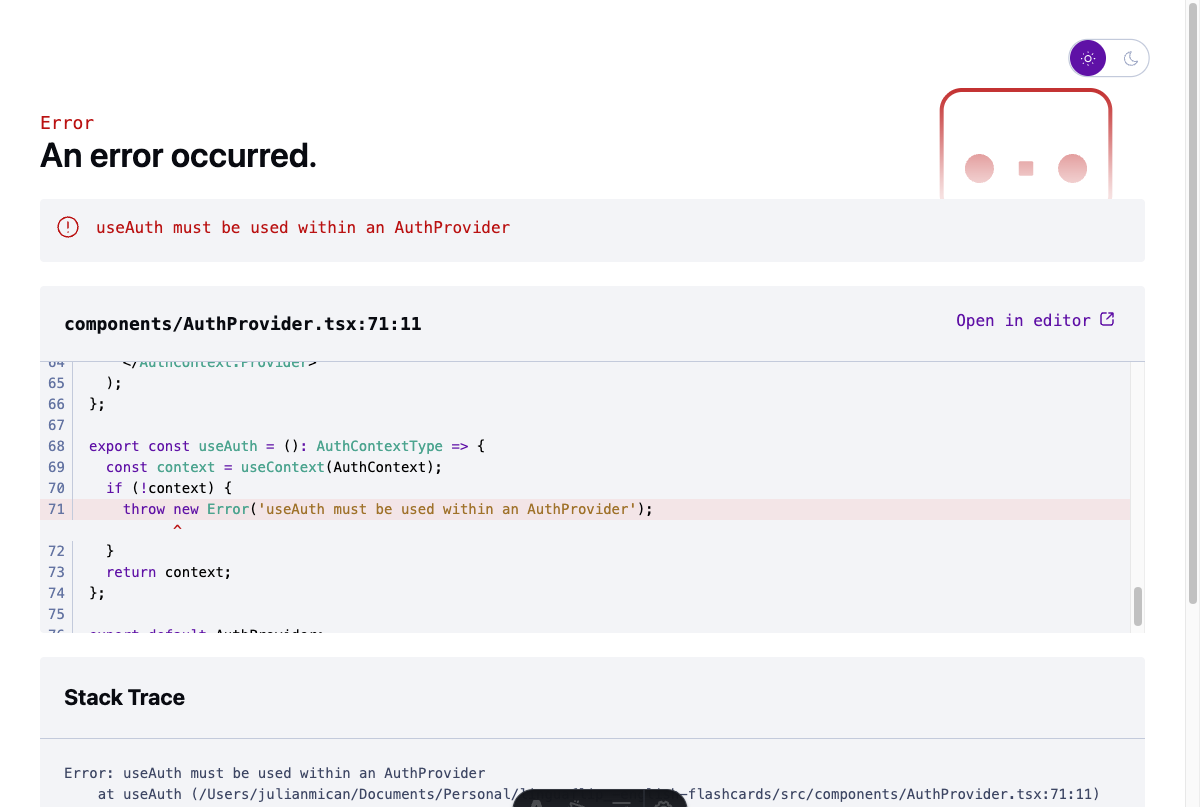 Error
An error occurred.
useAuth must be used within an AuthProvider
components/AuthProvider.tsx:71:11
Open in editor
64 </AuthContext.Provider>
65 );
66 };
67
68 export const useAuth = (): AuthContextType => {
69 const context = useContext(AuthContext);
70 if (!context) {
71 throw new Error('useAuth must be used within an AuthProvider');
^
72 }
73 return context;
74 };
75
76 export default AuthProvider;
Stack Trace
Error: useAuth must be used within an AuthProvider
at useAuth (/Users/julianmican/Documents/Personal/ -flashcards/src/components/AuthProvider.tsx:71:11)